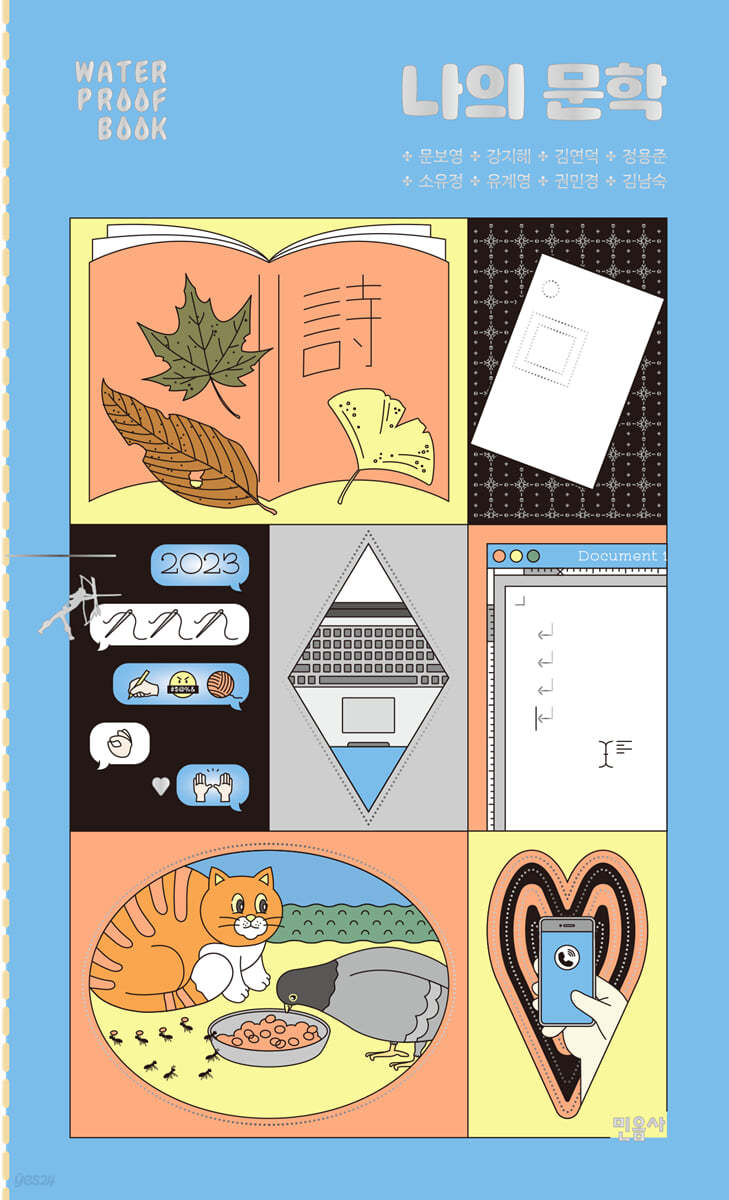 WATER
PROOF
BOOK
나의 문학
✣ 문보영 ✣ 강지혜 ✣ 김연덕 ✣ 정용준
✣ 소유정 ✣ 유계영 ✣ 권민경 ✣ 김남숙
詩
2023
#$@%&
Document 1
민음사
yes24